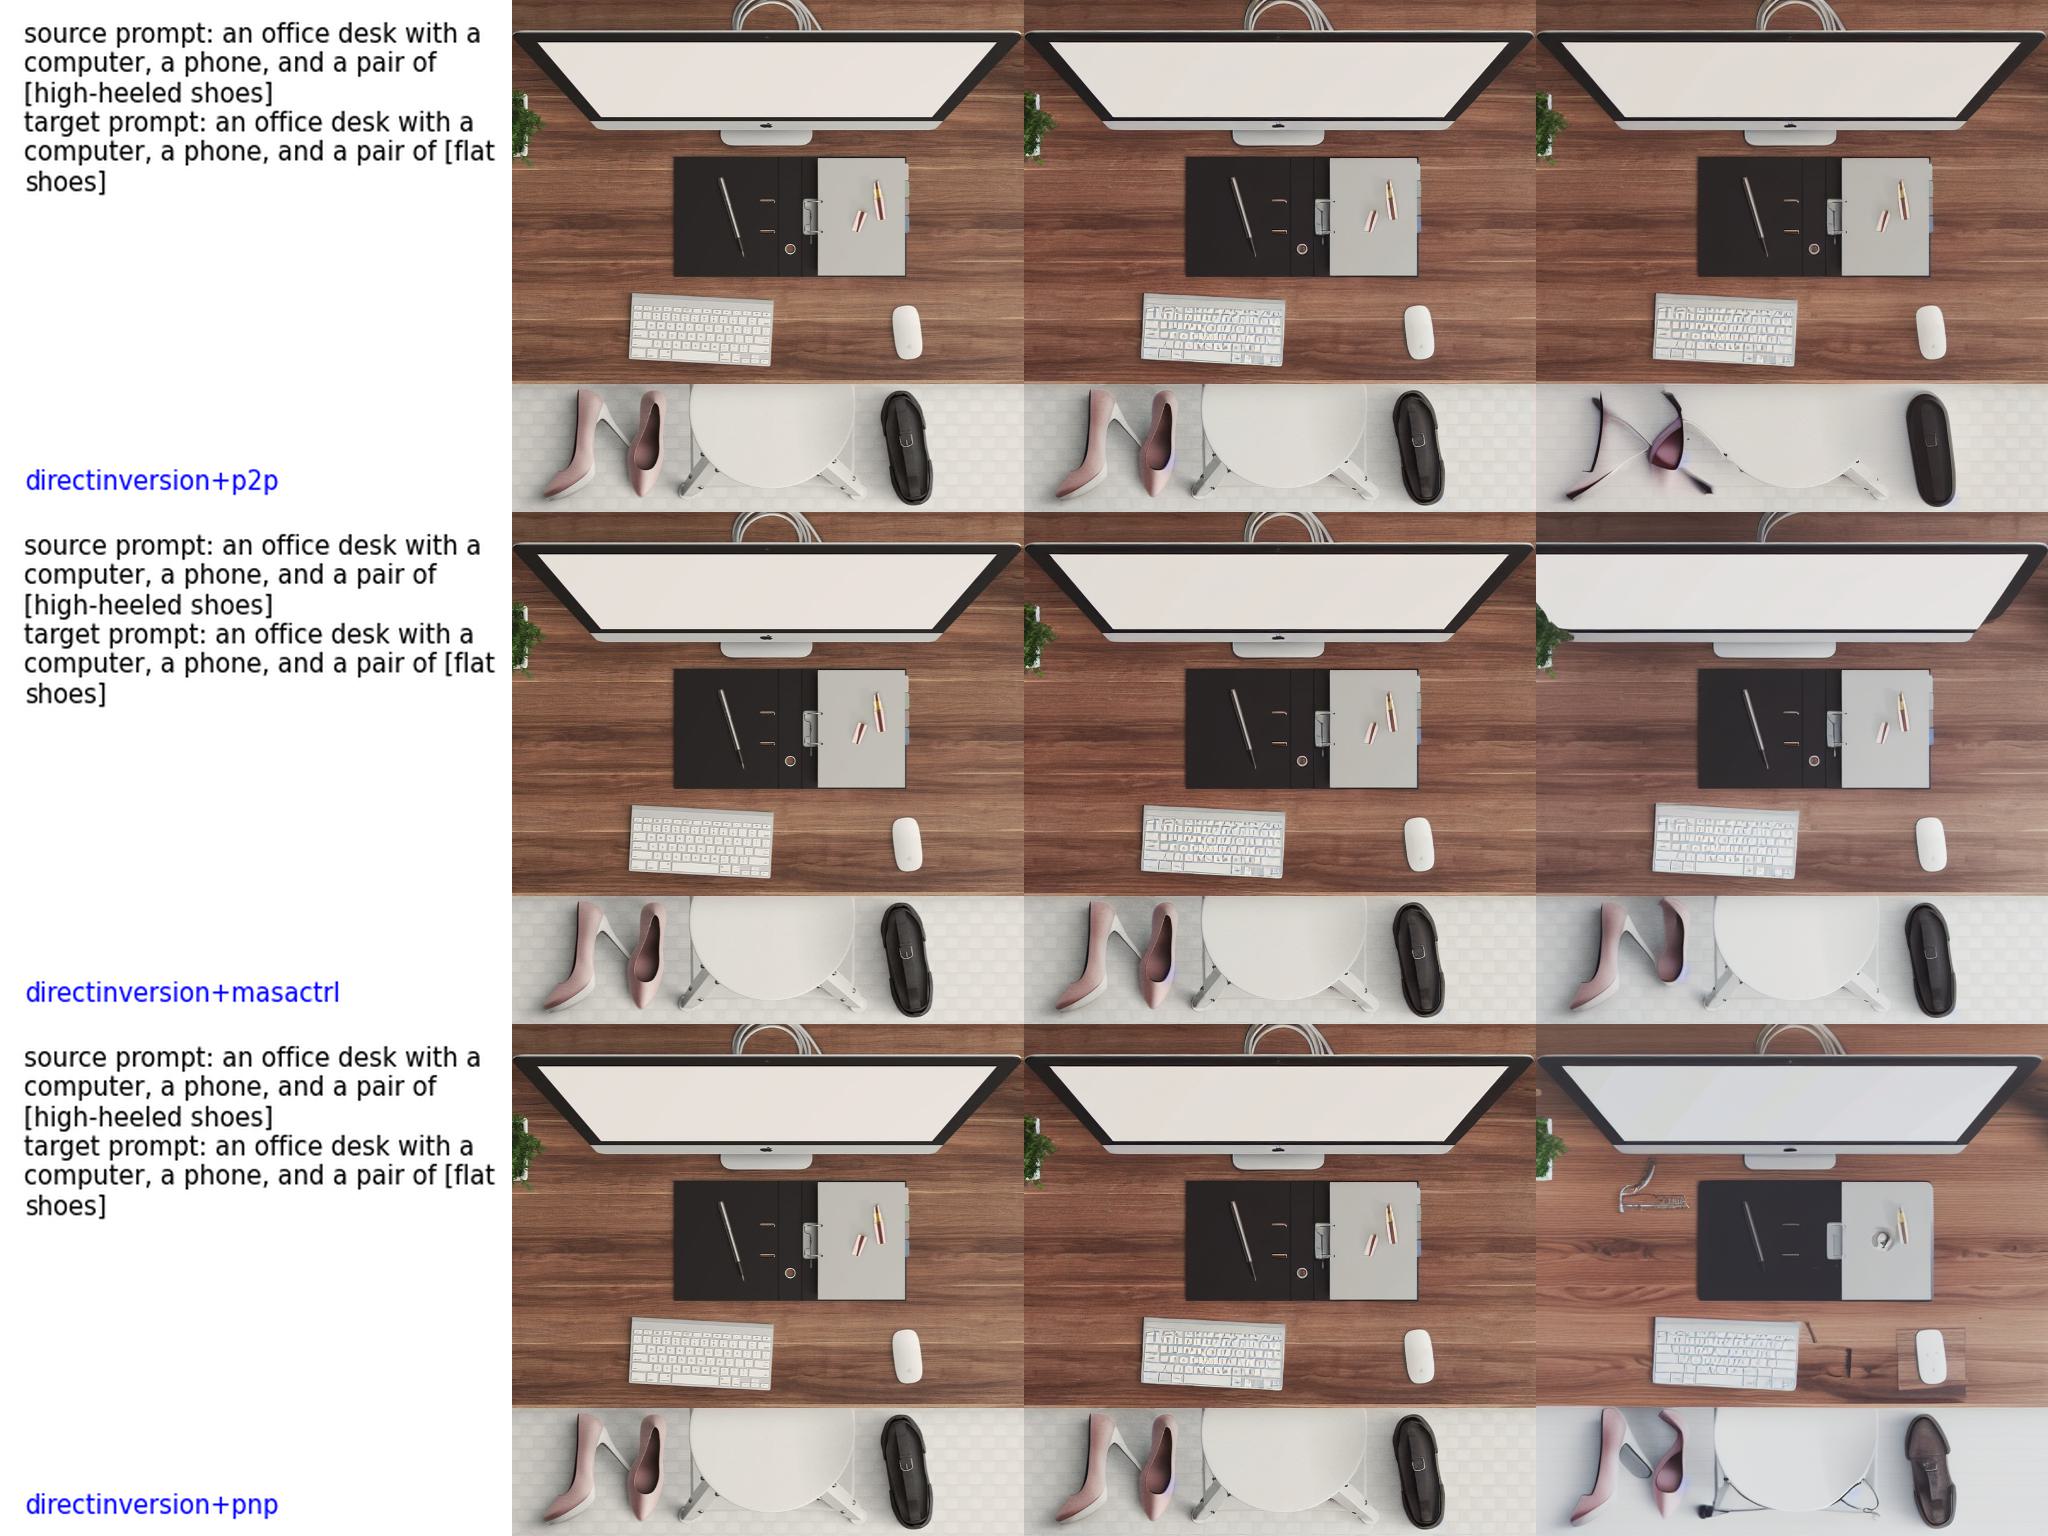 source prompt: an office desk with a
computer, a phone, and a pair of
[high-heeled shoes]
target prompt: an office desk with a
computer, a phone, and a pair of [flat
shoes]
directinversion+p2p
source prompt: an office desk with a
computer, a phone, and a pair of
[high-heeled shoes]
target prompt: an office desk with a
computer, a phone, and a pair of [flat
shoes]
directinversion+masactrl
source prompt: an office desk with a
computer, a phone, and a pair of
[high-heeled shoes]
target prompt: an office desk with a
computer, a phone, and a pair of [flat
shoes]
directinversion+pnp